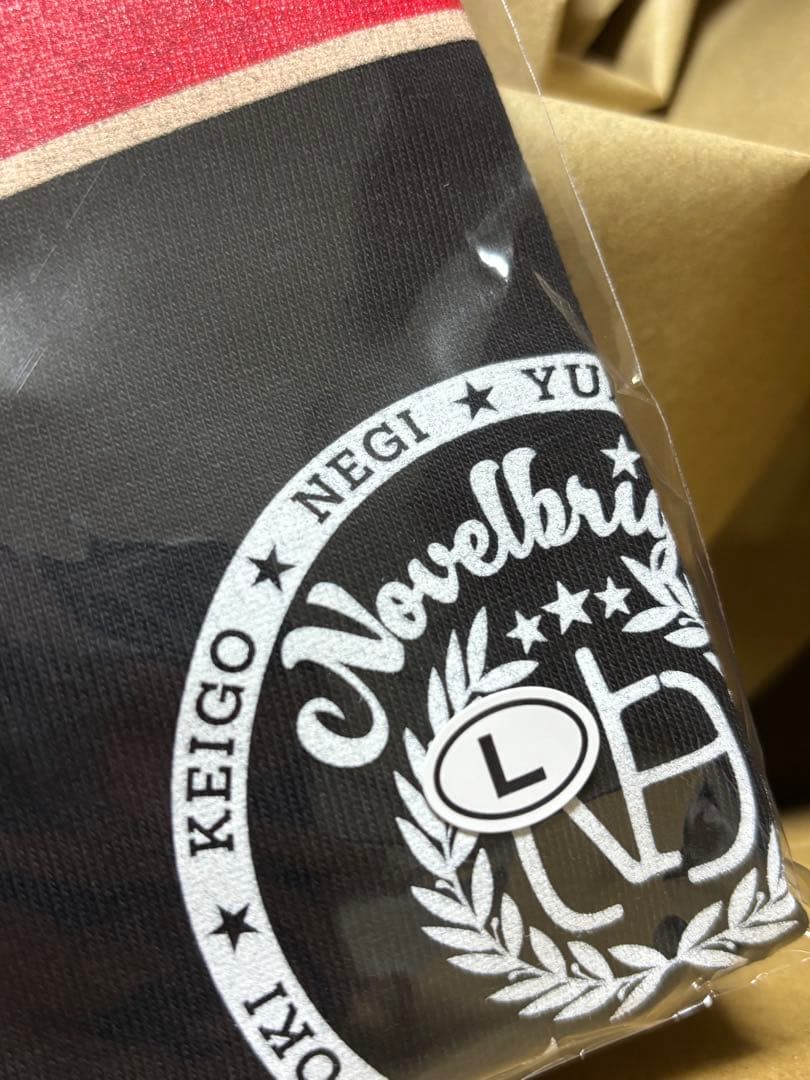 OKI ★ KEIGO ★ NEGI ★ YU
Novelbrig
L